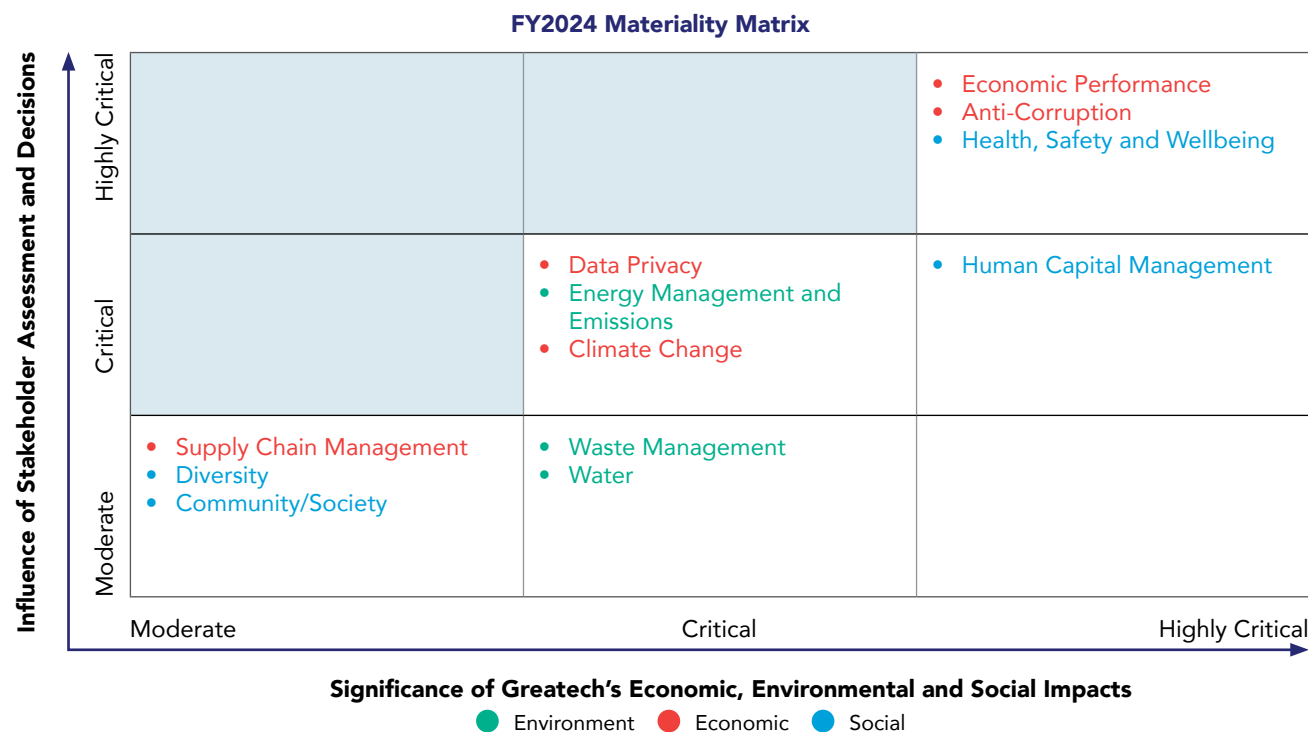 FY2024 Materiality Matrix
Influence of Stakeholder Assessment and Decisions
Highly Critical
• Economic Performance
• Anti-Corruption
• Health, Safety and Wellbeing
Critical
• Data Privacy
• Energy Management and
Emissions
• Climate Change
• Human Capital Management
Moderate
• Supply Chain Management
• Diversity
• Community/Society
• Waste Management
• Water
Moderate
Critical
Highly Critical
Significance of Greatech’s Economic, Environmental and Social Impacts
Environment
Economic
Social